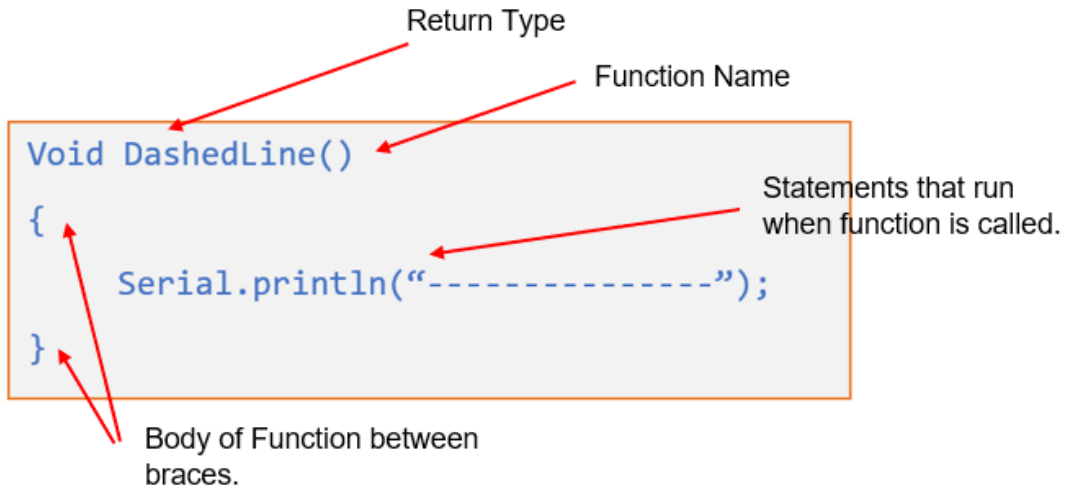 Return Type
Function Name
Void DashedLine()
Statements that run
when function is called.
{
Serial.println(“---------------”);
}
Body of Function between
braces.